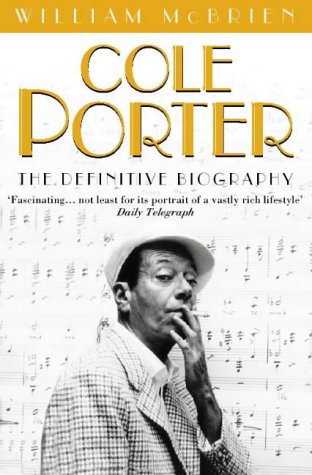 WILLIAM McBRIEN
COLE
PORTER
THE DEFINITIVE BIOGRAPHY
‘Fascinating... not least for its portrait of a vastly rich lifestyle’
Daily Telegraph